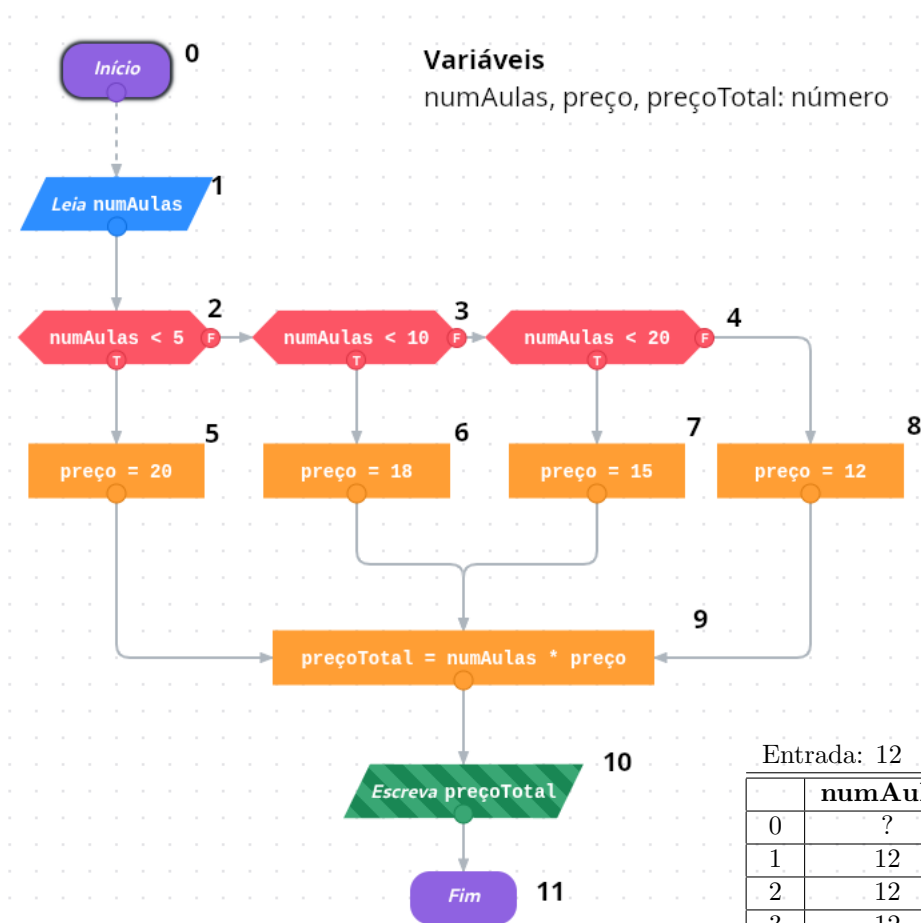 Início
0
Variáveis
numAulas, preço, preçoTotal: número
1
Leia numAulas
2
3
4
numAulas < 5
F
numAulas < 10
F
numAulas < 20
F
T
T
T
5
6
7
8
preço = 20
preço = 18
preço = 15
preço = 12
9
preçoTotal = numAulas * preço
10
Escreva preçoTotal
Fim
11
Entrada: 12
0 ?
1 12
2 12